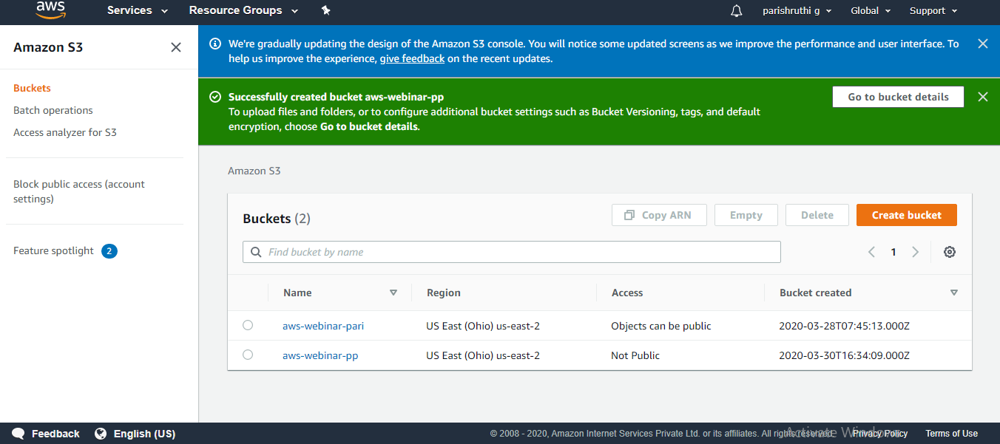 aws
Services
Resource Groups
parishruthi g
Global
Support
Amazon S3
Buckets
Batch operations
Access analyzer for S3
Block public access (account
settings)
Feature spotlight 2
We're gradually updating the design of the Amazon S3 console. You will notice some updated screens as we improve the performance and user interface. To
help us improve the experience, give feedback on the recent updates.
Successfully created bucket aws-webinar-pp
To upload files and folders, or to configure additional bucket settings such as Bucket Versioning, tags, and default
encryption, choose Go to bucket details.
Go to bucket details
Amazon S3
Buckets (2)
Copy ARN
Empty
Delete
Create bucket
Find bucket by name
1
Name Region Access Bucket created
aws-webinar-pari US East (Ohio) us-east-2 Objects can be public 2020-03-28T07:45:13.000Z
aws-webinar-pp US East (Ohio) us-east-2 Not Public 2020-03-30T16:34:09.000Z
Feedback
English (US)
© 2008 - 2020, Amazon Internet Services Private Ltd. or its affiliates. All rights reserved.
Activate Windows
Privacy Policy
Terms of Use